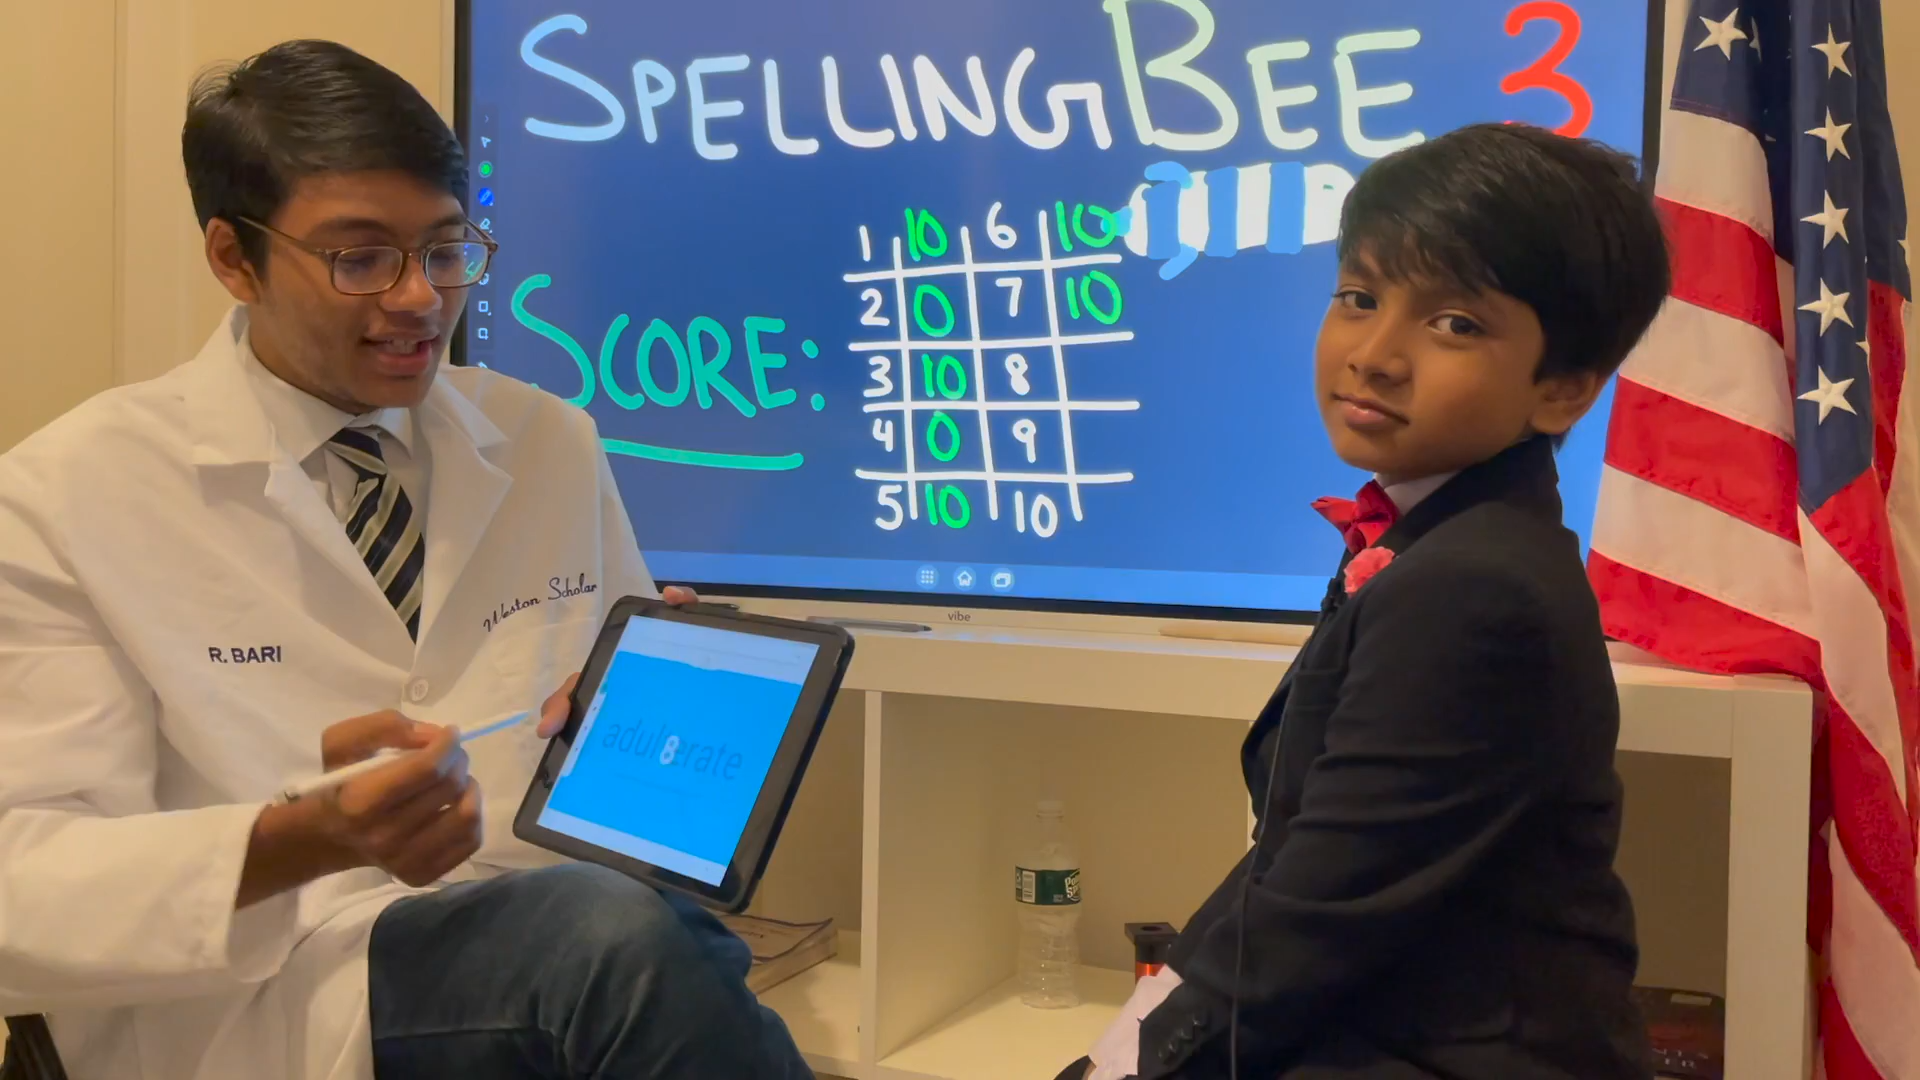 SPELLING BEE 3
SCORE:
1 10 6 10
2 0 7 10
3 10 8
4 0 9
5 10 10
vibe
Weston Scholar
R. BARI
adul8erate